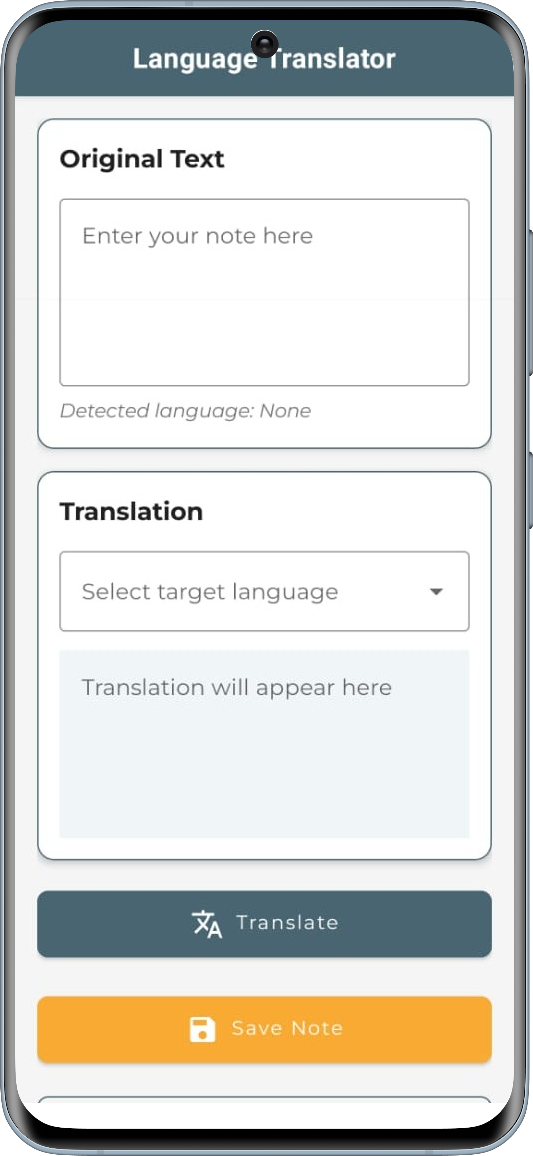 Language Translator
Original Text
Enter your note here
Detected language: None
Translation
Select target language
Translation will appear here
Translate
Save Note